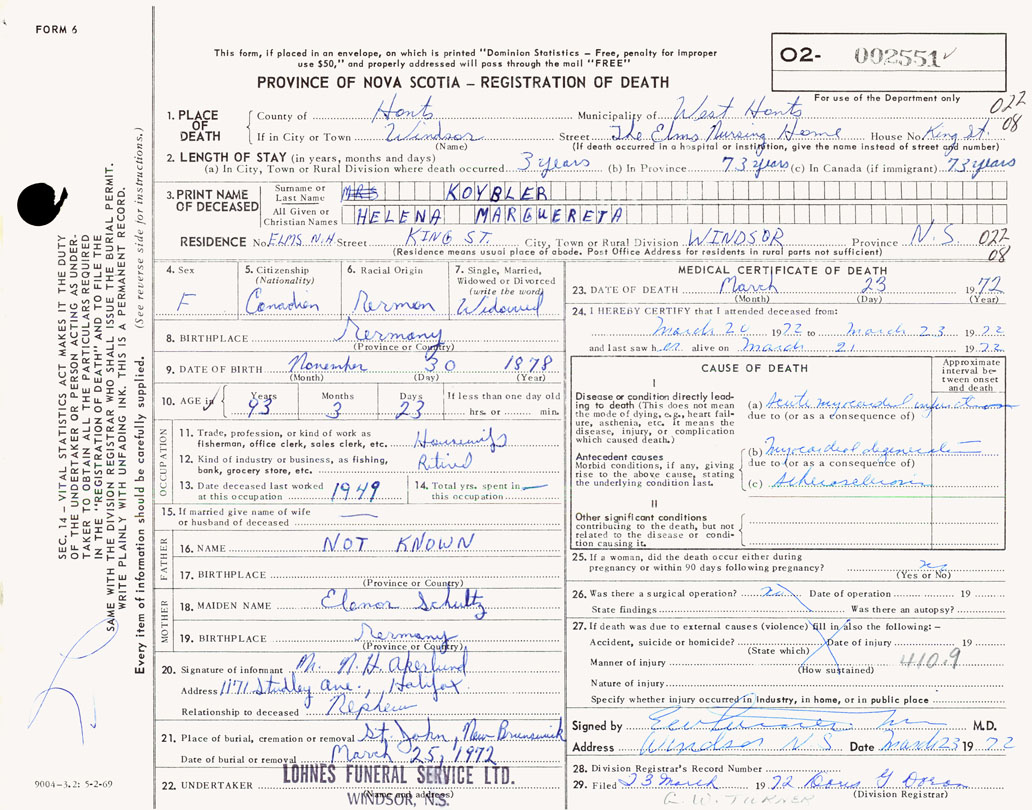 FORM 6
This form, if placed in an envelope, on which is printed "Dominion Statistics – Free, penalty for improper
use $50," and properly addressed will pass through the mail "FREE"
PROVINCE OF NOVA SCOTIA – REGISTRATION OF DEATH
O2- 002551
For use of the Department only
022
08
1. PLACE OF DEATH
County of Hants Municipality of West Hants
If in City or Town Windsor Street The Elms Nursing Home House No. King St.
(Name) (If death occurred in a hospital or institution, give the name instead of street and number)
2. LENGTH OF STAY (in years, months and days)
(a) In City, Town or Rural Division where death occurred 3 years (b) In Province 73 years (c) In Canada (if immigrant) 73 years
3. PRINT NAME OF DECEASED
Surname or Last Name MRS KOYBLER
All Given or Christian Names HELENA MARGUERETA
RESIDENCE No. ELMS N.H Street KING ST. City, Town or Rural Division WINDSOR Province N.S. 022
08
(Residence means usual place of abode. Post Office Address for residents in rural parts not sufficient)
4. Sex
F
5. Citizenship
(Nationality)
Canadian
6. Racial Origin
German
7. Single, Married,
Widowed or Divorced
(write the word)
Widowed
8. BIRTHPLACE Germany
(Province or Country)
9. DATE OF BIRTH November 30 1878
(Month) (Day) (Year)
10. AGE in
Years Months Days If less than one day old
93 3 23 hrs. or min.
OCCUPATION
11. Trade, profession, or kind of work as
fisherman, office clerk, sales clerk, etc. Housewife
12. Kind of industry or business, as fishing,
bank, grocery store, etc. Retired
13. Date deceased last worked
at this occupation 1949
14. Total yrs. spent in
this occupation
15. If married give name of wife
or husband of deceased
FATHER
16. NAME NOT KNOWN
17. BIRTHPLACE
(Province or Country)
MOTHER
18. MAIDEN NAME Elenor Schultz
19. BIRTHPLACE Germany
(Province or Country)
20. Signature of informant Mr. N. H. Akerlund
Address 1171 Studley Ave., Halifax
Relationship to deceased Nephew
21. Place of burial, cremation or removal St. John, New Brunswick
Date of burial or removal March 25, 1972
22. UNDERTAKER LOHNES FUNERAL SERVICE LTD.
(Name and address)
WINDSOR, N.S.
MEDICAL CERTIFICATE OF DEATH
23. DATE OF DEATH March 23 1972
(Month) (Day) (Year)
24. I HEREBY CERTIFY that I attended deceased from:
March 20 1972 to March 23 1972
and last saw her alive on March 21 1972
CAUSE OF DEATH
Approximate
interval between
onset
and death
I
Disease or condition directly leading
to death (This does not mean
the mode of dying, e.g., heart failure,
asthenia, etc. it means the
disease, injury, or complication
which caused death.)
(a) Acute myocardial infarction
due to (or as a consequence of)
Antecedent causes
Morbid conditions, if any, giving
rise to the above cause, stating
the underlying condition last.
(b) Myocardial degeneration
due to (or as a consequence of)
(c) Atherosclerosis
II
Other significant conditions
contributing to the death, but not
related to the disease or condition
causing it.
25. If a woman, did the death occur either during
pregnancy or within 90 days following pregnancy? no
(Yes or No)
26. Was there a surgical operation? no Date of operation 19
State findings Was there an autopsy?
27. If death was due to external causes (violence) fill in also the following:–
Accident, suicide or homicide? Date of injury 19
(State which)
Manner of injury 410.9
(How sustained)
Nature of injury
Specify whether injury occurred in Industry, in home, or in public place
Signed by M.D.
Address Windsor N S Date March 23 1972
28. Division Registrar's Record Number
29. Filed 23 March 1972
(Division Registrar)
G. W. TURNER
SEC. 14 – VITAL STATISTICS ACT MAKES IT THE DUTY
OF THE UNDERTAKER OR PERSON ACTING AS UNDERTAKER
TO OBTAIN ALL THE PARTICULARS REQUIRED
IN THE "REGISTRATION OF DEATH" AND TO FILE THE
SAME WITH THE DIVISION REGISTRAR WHO SHALL ISSUE THE BURIAL PERMIT.
WRITE PLAINLY WITH UNFADING INK. THIS IS A PERMANENT RECORD.
Every item of information should be carefully supplied. (See reverse side for instructions.)
9004-3.2: 5-2-69